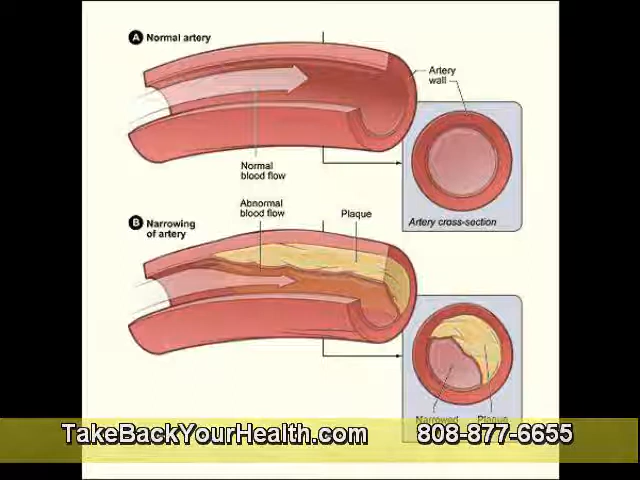 A Normal artery
Artery
wall
Normal
blood flow
Artery cross-section
Abnormal
blood flow
Plaque
B Narrowing
of artery
Narrowed
Plaque
TakeBackYourHealth.com 808-877-6655